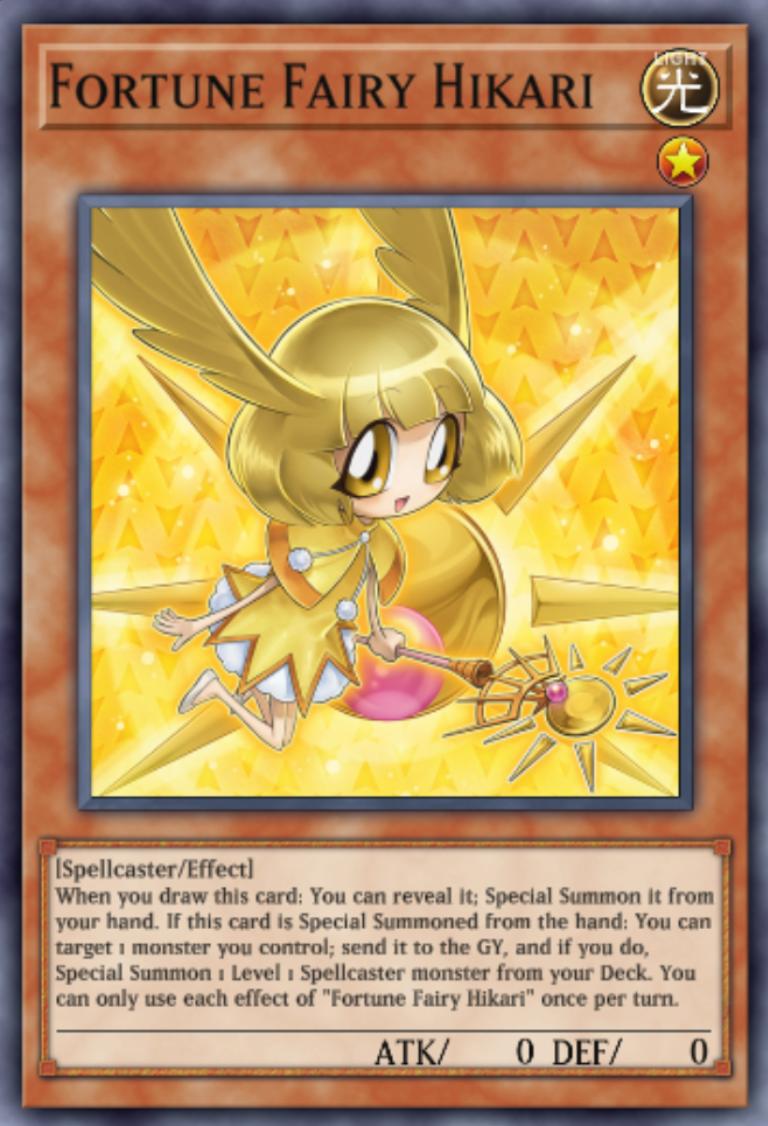 FORTUNE FAIRY HIKARI
LIGHT
光
[Spellcaster/Effect]
When you draw this card: You can reveal it; Special Summon it from
your hand. If this card is Special Summoned from the hand: You can
target 1 monster you control; send it to the GY, and if you do,
Special Summon 1 Level 1 Spellcaster monster from your Deck. You
can only use each effect of "Fortune Fairy Hikari" once per turn.
ATK/ 0 DEF/ 0